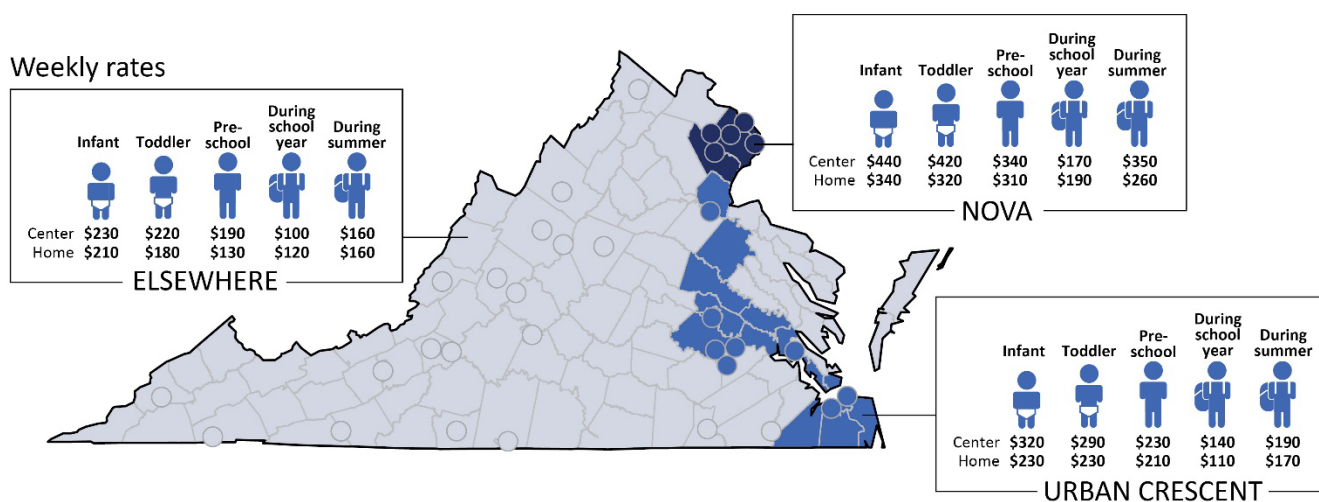 Weekly rates
Infant Toddler Pre-school During school year During summer
Center $230 $220 $190 $100 $160
Home $210 $180 $130 $120 $160
ELSEWHERE
Infant Toddler Pre-school During school year During summer
Center $440 $420 $340 $170 $350
Home $340 $320 $310 $190 $260
NOVA
Infant Toddler Pre-school During school year During summer
Center $320 $290 $230 $140 $190
Home $230 $230 $210 $110 $170
URBAN CRESCENT